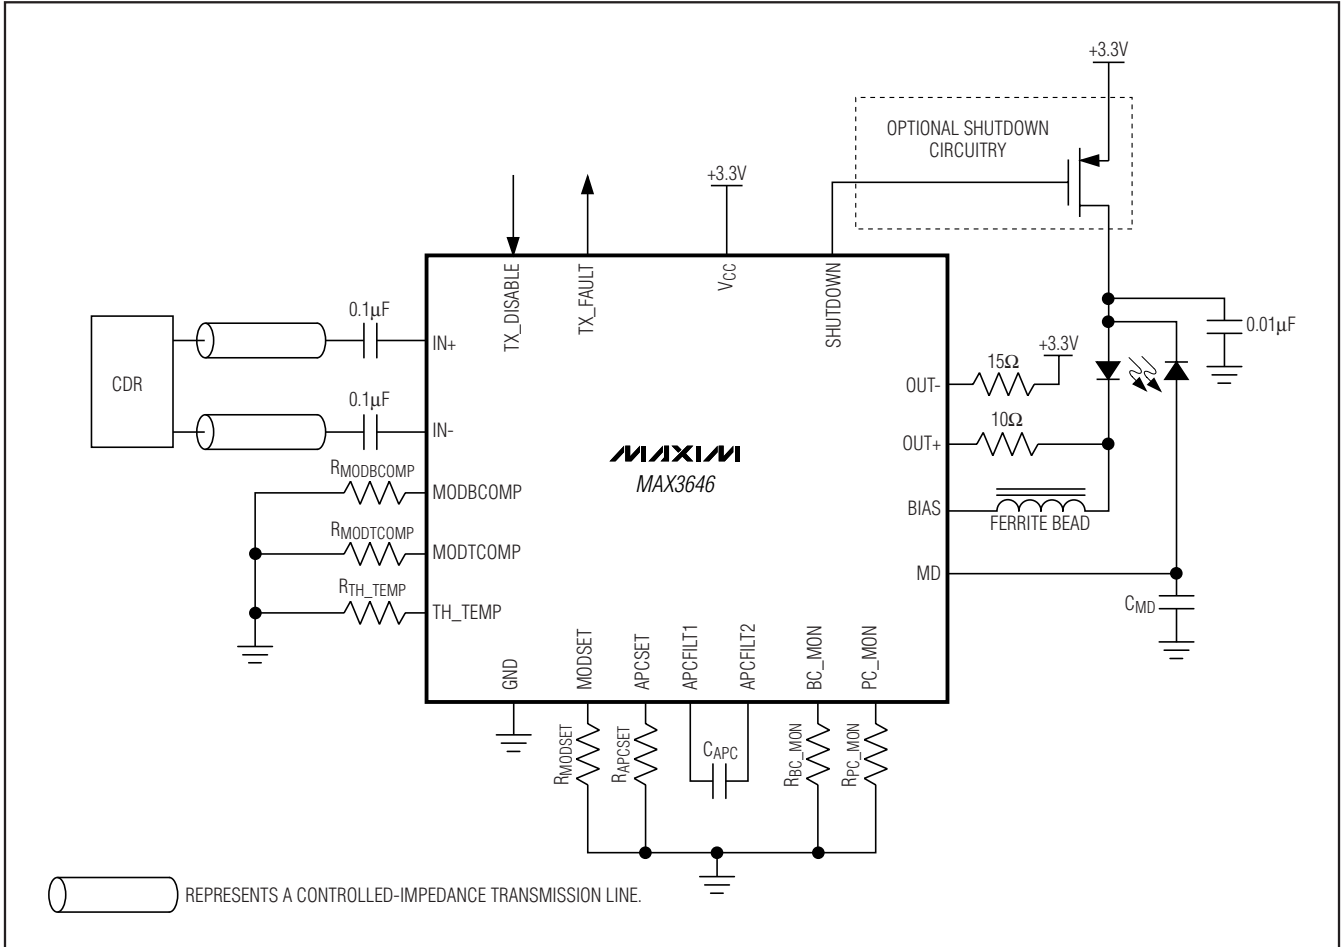 +3.3V
OPTIONAL SHUTDOWN
CIRCUITRY
+3.3V
TX_DISABLE
TX_FAULT
VCC
SHUTDOWN
0.1μF
IN+
CDR
0.1μF
IN-
0.01μF
+3.3V
15Ω
OUT-
10Ω
OUT+
MAXIM
MAX3646
RMODBCOMP
MODBCOMP
BIAS
FERRITE BEAD
RMODTCOMP
MODTCOMP
MD
RTH_TEMP
TH_TEMP
CMD
GND
MODSET
APCSET
APCFILT1
APCFILT2
BC_MON
PC_MON
RMODSET
RAPCSET
CAPC
RBC_MON
RPC_MON
REPRESENTS A CONTROLLED-IMPEDANCE TRANSMISSION LINE.